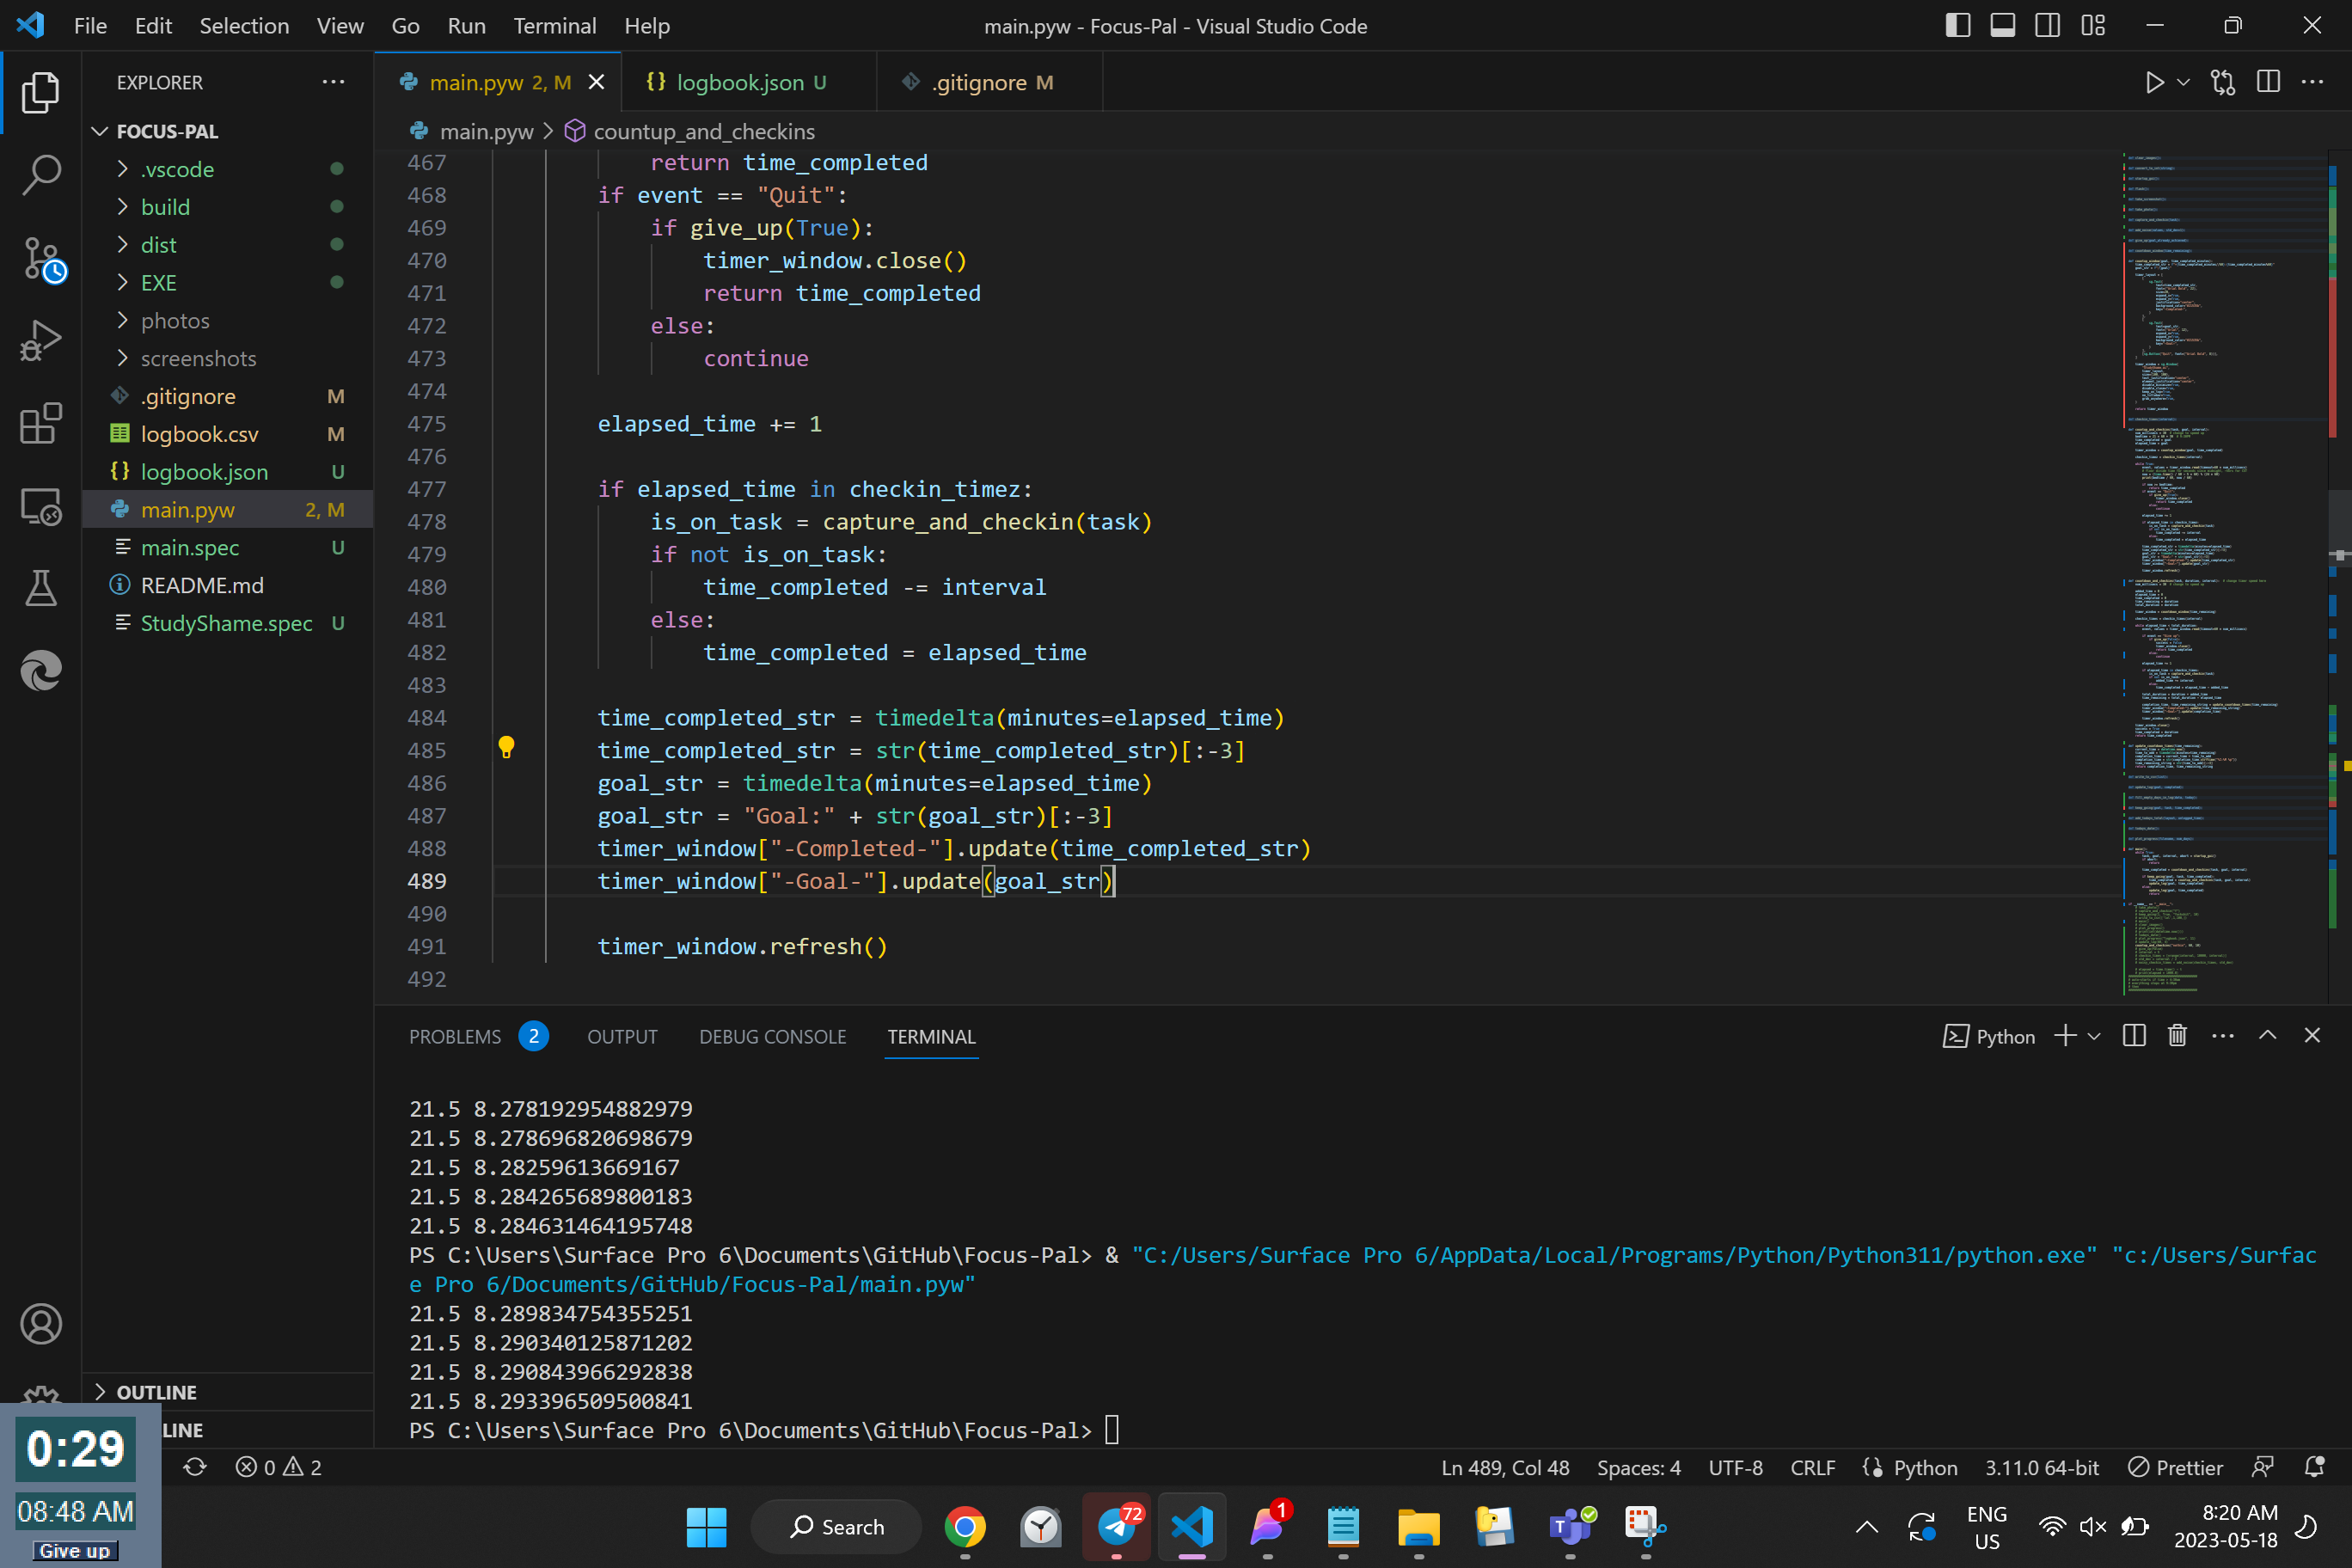 File Edit Selection View Go Run Terminal Help
main.pyw - Focus-Pal - Visual Studio Code
EXPLORER
main.pyw 2, M
logbook.json U
.gitignore M
main.pyw > countup_and_checkins
FOCUS-PAL
.vscode
build
dist
EXE
photos
screenshots
.gitignore M
logbook.csv M
logbook.json U
main.pyw 2, M
main.spec U
README.md
StudyShame.spec U
OUTLINE
LINE
467 return time_completed
468 if event == "Quit":
469 if give_up(True):
470 timer_window.close()
471 return time_completed
472 else:
473 continue
474
475 elapsed_time += 1
476
477 if elapsed_time in checkin_timez:
478 is_on_task = capture_and_checkin(task)
479 if not is_on_task:
480 time_completed -= interval
481 else:
482 time_completed = elapsed_time
483
484 time_completed_str = timedelta(minutes=elapsed_time)
485 time_completed_str = str(time_completed_str)[:-3]
486 goal_str = timedelta(minutes=elapsed_time)
487 goal_str = "Goal:" + str(goal_str)[:-3]
488 timer_window["-Completed-"].update(time_completed_str)
489 timer_window["-Goal-"].update(goal_str)
490
491 timer_window.refresh()
492
PROBLEMS 2 OUTPUT DEBUG CONSOLE TERMINAL
Python
21.5 8.278192954882979
21.5 8.278696820698679
21.5 8.28259613669167
21.5 8.284265689800183
21.5 8.284631464195748
PS C:\Users\Surface Pro 6\Documents\GitHub\Focus-Pal> & "C:/Users/Surface Pro 6/AppData/Local/Programs/Python/Python311/python.exe" "c:/Users/Surfac
e Pro 6/Documents/GitHub/Focus-Pal/main.pyw"
21.5 8.289834754355251
21.5 8.290340125871202
21.5 8.290843966292838
21.5 8.293396509500841
PS C:\Users\Surface Pro 6\Documents\GitHub\Focus-Pal>
0 2
Ln 489, Col 48 Spaces: 4 UTF-8 CRLF Python 3.11.0 64-bit Prettier
0:29
08:48 AM
Give up
Search
72
1
ENG
US
8:20 AM
2023-05-18